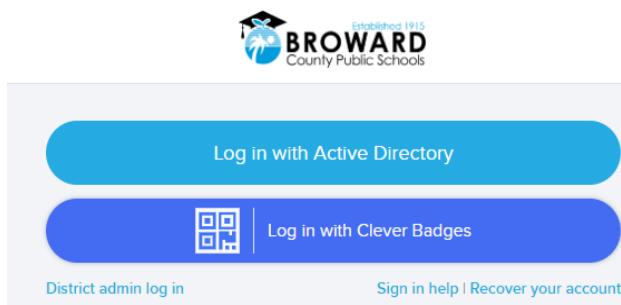 Established 1915
BROWARD
County Public Schools
Log in with Active Directory
Log in with Clever Badges
District admin log in
Sign in help | Recover your account